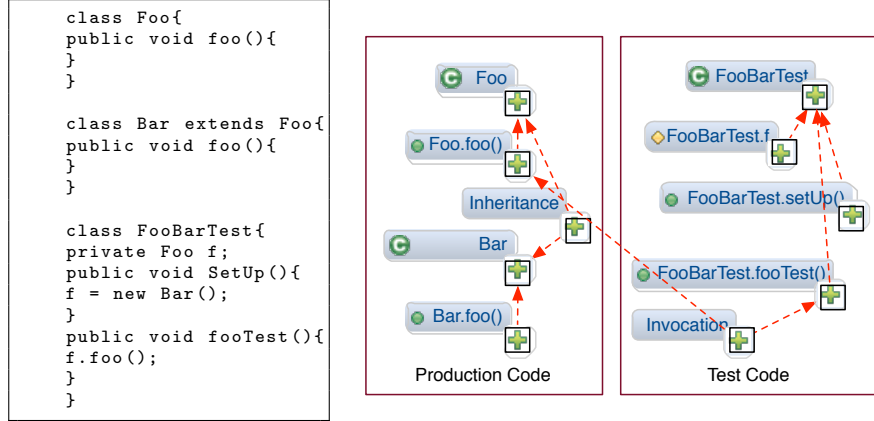 class Foo{
public void foo(){
}
}
class Bar extends Foo{
public void foo(){
}
}
class FooBarTest{
private Foo f;
public void SetUp(){
f = new Bar();
}
public void fooTest(){
f.foo();
}
}
C Foo
Foo.foo()
Inheritance
C Bar
Bar.foo()
Production Code
C FooBarTest
FooBarTest.f
FooBarTest.setUp()
FooBarTest.fooTest()
Invocation
Test Code